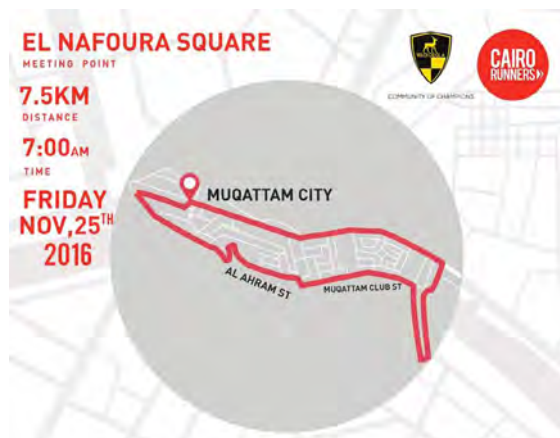 EL NAFOURA SQUARE
MEETING POINT
7.5KM
DISTANCE
7:00AM
TIME
FRIDAY
NOV,25TH
2016
COMMUNITY OF CHAMPIONS
CAIRO
RUNNERS
MUQATTAM CITY
AL AHRAM ST
MUQATTAM CLUB ST